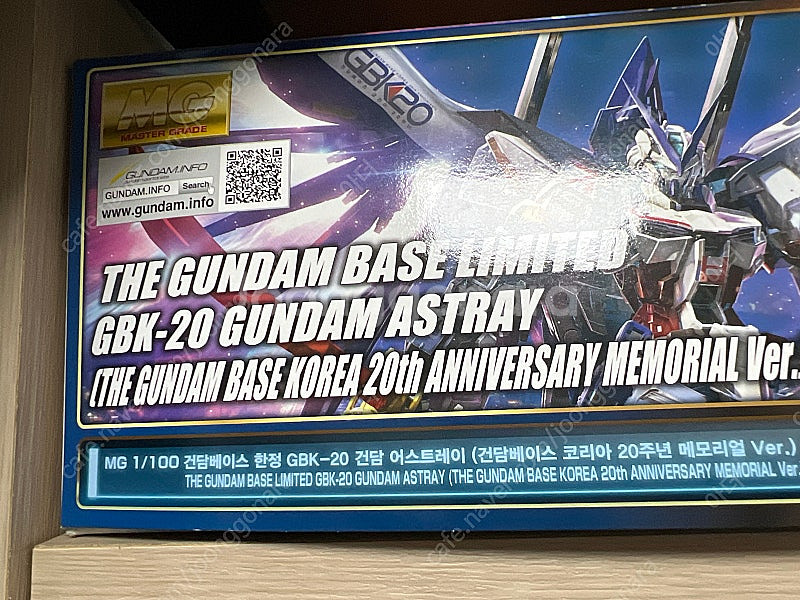 GBK20
MG
MASTER GRADE
GUNDAM.INFO
GUNDAM.INFO Search
www.gundam.info
THE GUNDAM BASE LIMITED
GBK-20 GUNDAM ASTRAY
(THE GUNDAM BASE KOREA 20th ANNIVERSARY MEMORIAL Ver.
MG 1/100 건담베이스 한정 GBK-20 건담 어스트레이 (건담베이스 코리아 20주년 메모리얼 Ver.)
THE GUNDAM BASE LIMITED GBK-20 GUNDAM ASTRAY (THE GUNDAM BASE KOREA 20th ANNIVERSARY MEMORIAL Ver.